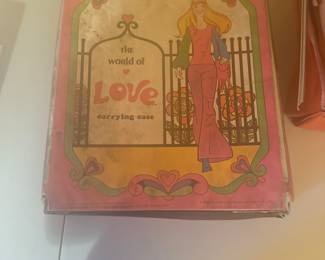 the
world of
LOVE
carrying case